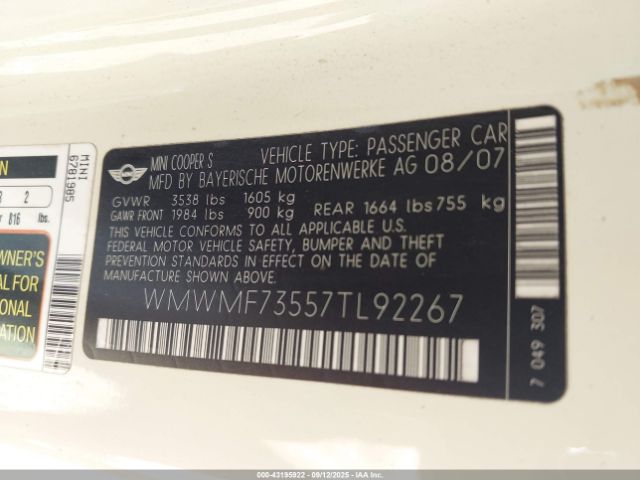 MINI COOPER S VEHICLE TYPE: PASSENGER CAR
MFD BY BAYERISCHE MOTORENWERKE AG 08/07
GVWR 3538 lbs 1605 kg
GAWR FRONT 1984 lbs 900 kg REAR 1664 lbs 755 kg
THIS VEHICLE CONFORMS TO ALL APPLICABLE U.S.
FEDERAL MOTOR VEHICLE SAFETY, BUMPER AND THEFT
PREVENTION STANDARDS IN EFFECT ON THE DATE
OF MANUFACTURE SHOWN ABOVE.
WMWMF73557TL92267
7 049 307
MINI
6781985
2
816 lbs.
WNER'S
AL FOR
ONAL
ATION
000-43195922 - 09/12/2025 - IAA, Inc.